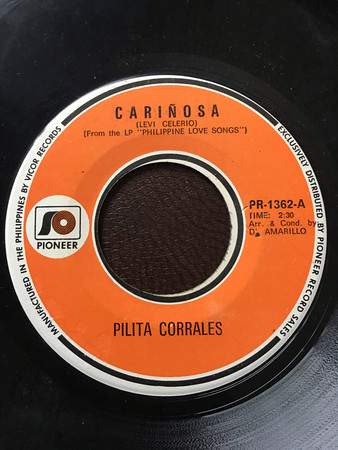 CARIÑOSA
(LEVI CELERIO)
(From the LP "PHILIPPINE LOVE SONGS")
PR-1362-A
TIME: 2:30
Arr. & Cond. by
D. AMARILLO
PIONEER
PILITA CORRALES
MANUFACTURED IN THE PHILIPPINES BY VICOR RECORDS
EXCLUSIVELY DISTRIBUTED BY PIONEER RECORD SALES